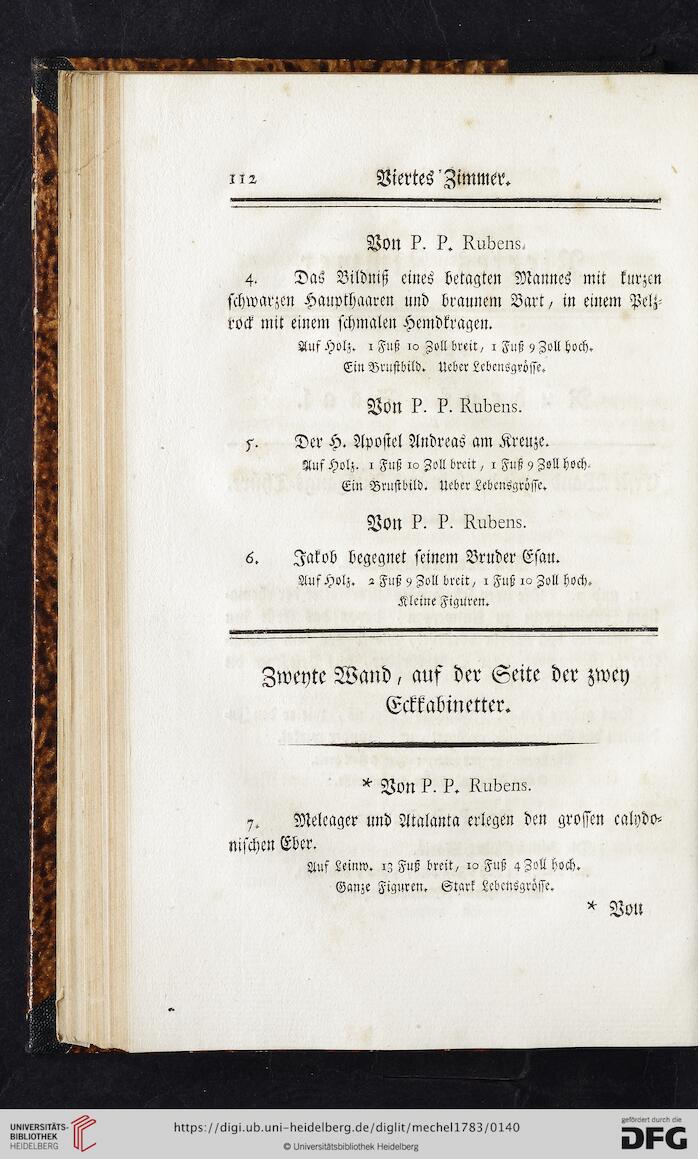 112 Viertes Zimmer.
Von P. P. Rubens.
4. Das Bildniß eines betagten Mannes mit kurzen
schwarzen Haupthaaren und braunem Bart, in einem Pelz-
rock mit einem schmalen Hemdkragen.
Auf Holz. 1 Fuß 10 Zoll breit, 1 Fuß 9 Zoll hoch.
Ein Brustbild. Ueber Lebensgrösse.
Von P. P. Rubens.
5. Der H. Apostel Andreas am Kreuze.
Auf Holz. 1 Fuß 10 Zoll breit, 1 Fuß 9 Zoll hoch.
Ein Brustbild. Ueber Lebensgrösse.
Von P. P. Rubens.
6. Jakob begegnet seinem Bruder Esau.
Auf Holz. 2 Fuß 9 Zoll breit, 1 Fuß 10 Zoll hoch.
Kleine Figuren.
Zweyte Wand, auf der Seite der zwey
Eckkabinetter.
* Von P. P. Rubens.
7. Meleager und Atalanta erlegen den grossen calydo-
nischen Eber.
Auf Leinw. 13 Fuß breit, 10 Fuß 4 Zoll hoch.
Ganze Figuren. Stark Lebensgrösse.
* Von
UNIVERSITÄTS-
BIBLIOTHEK
HEIDELBERG
https://digi.ub.uni-heidelberg.de/diglit/mechel1783/0140
© Universitätsbibliothek Heidelberg
gefördert durch die
DFG